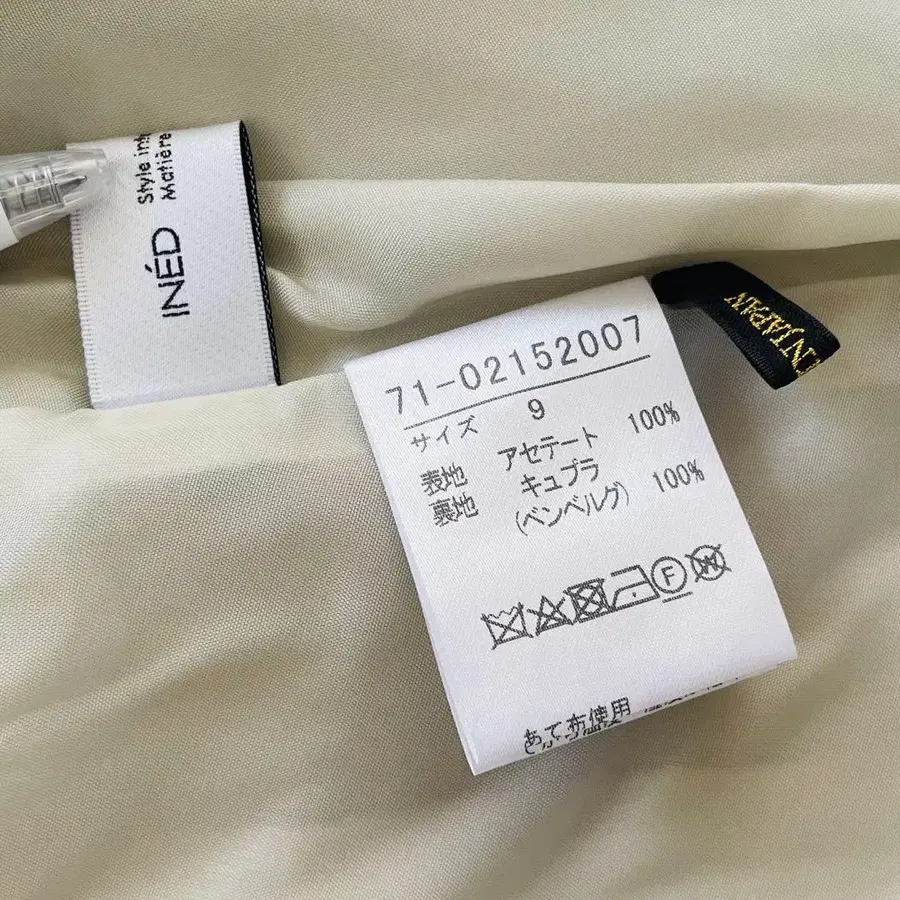 INÉD
Style
Matière
71-02152007
サイズ 9
表地 アセテート 100%
裏地 キュプラ
(ベンベルグ) 100%
F
W
あて布使用
JAPAN